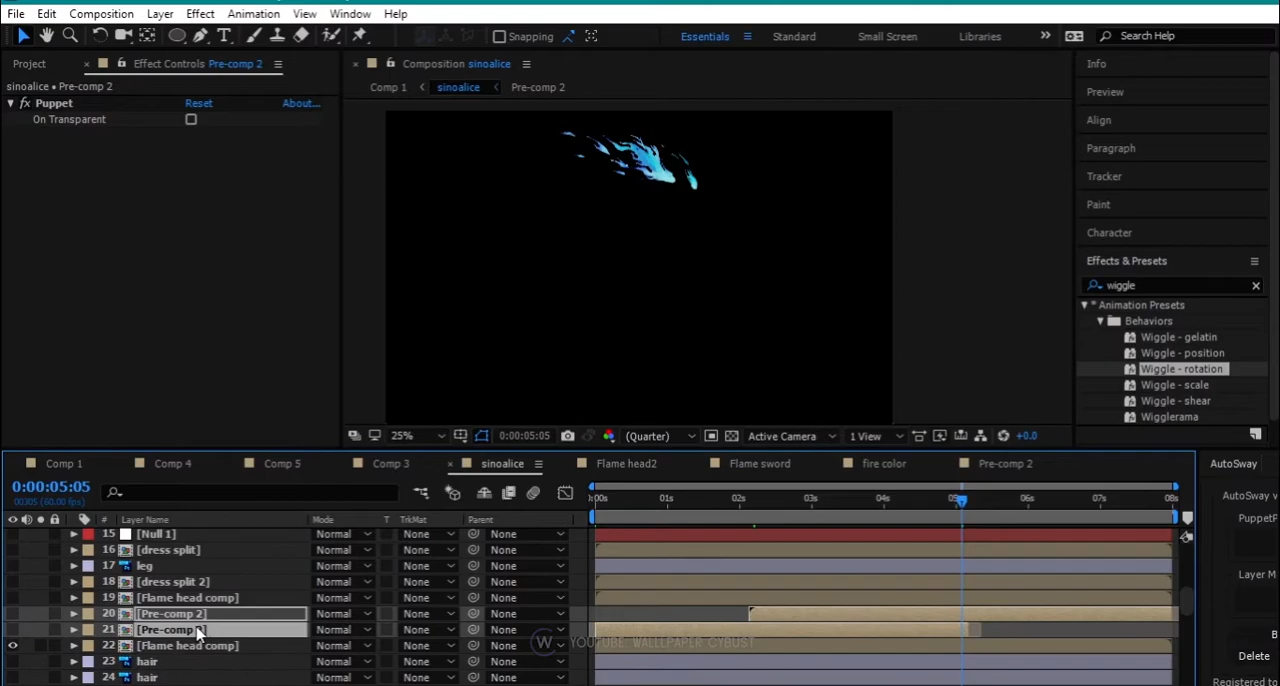 File Edit Composition Layer Effect Animation View Window Help
Snapping Essentials Standard Small Screen Libraries Search Help
Project Effect Controls Pre-comp 2 Composition sinoalice Info
sinoalice • Pre-comp 2 Comp 1 sinoalice Pre-comp 2 Preview
fx Puppet Reset About...
On Transparent Align
Paragraph
Tracker
Paint
Character
Effects & Presets
wiggle
* Animation Presets
Behaviors
Wiggle - gelatin
Wiggle - position
Wiggle - rotation
Wiggle - scale
Wiggle - shear
Wigglerama
25% 0:00:05:05 (Quarter) Active Camera 1 View +0.0
Comp 1 Comp 4 Comp 5 Comp 3 sinoalice Flame head2 Flame sword fire color Pre-comp 2 AutoSway
0:00:05:05
00305 (60.00 fps) 01s 02s 03s 04s 06s 07s 08s AutoSway v
# Layer Name Mode T TrkMat Parent PuppetF
15 [Null 1] Normal None None
16 [dress split] Normal None None
17 leg Normal None None
18 [dress split 2] Normal None None Layer M
19 [Flame head comp] Normal None None
20 [Pre-comp 2] Normal None None
21 [Pre-comp Normal None None
22 [Flame head comp] Normal None None
W YOUTUBE: WALLLPAPER CYBUST
23 hair Normal None None Delete
24 hair Normal None None Registered to